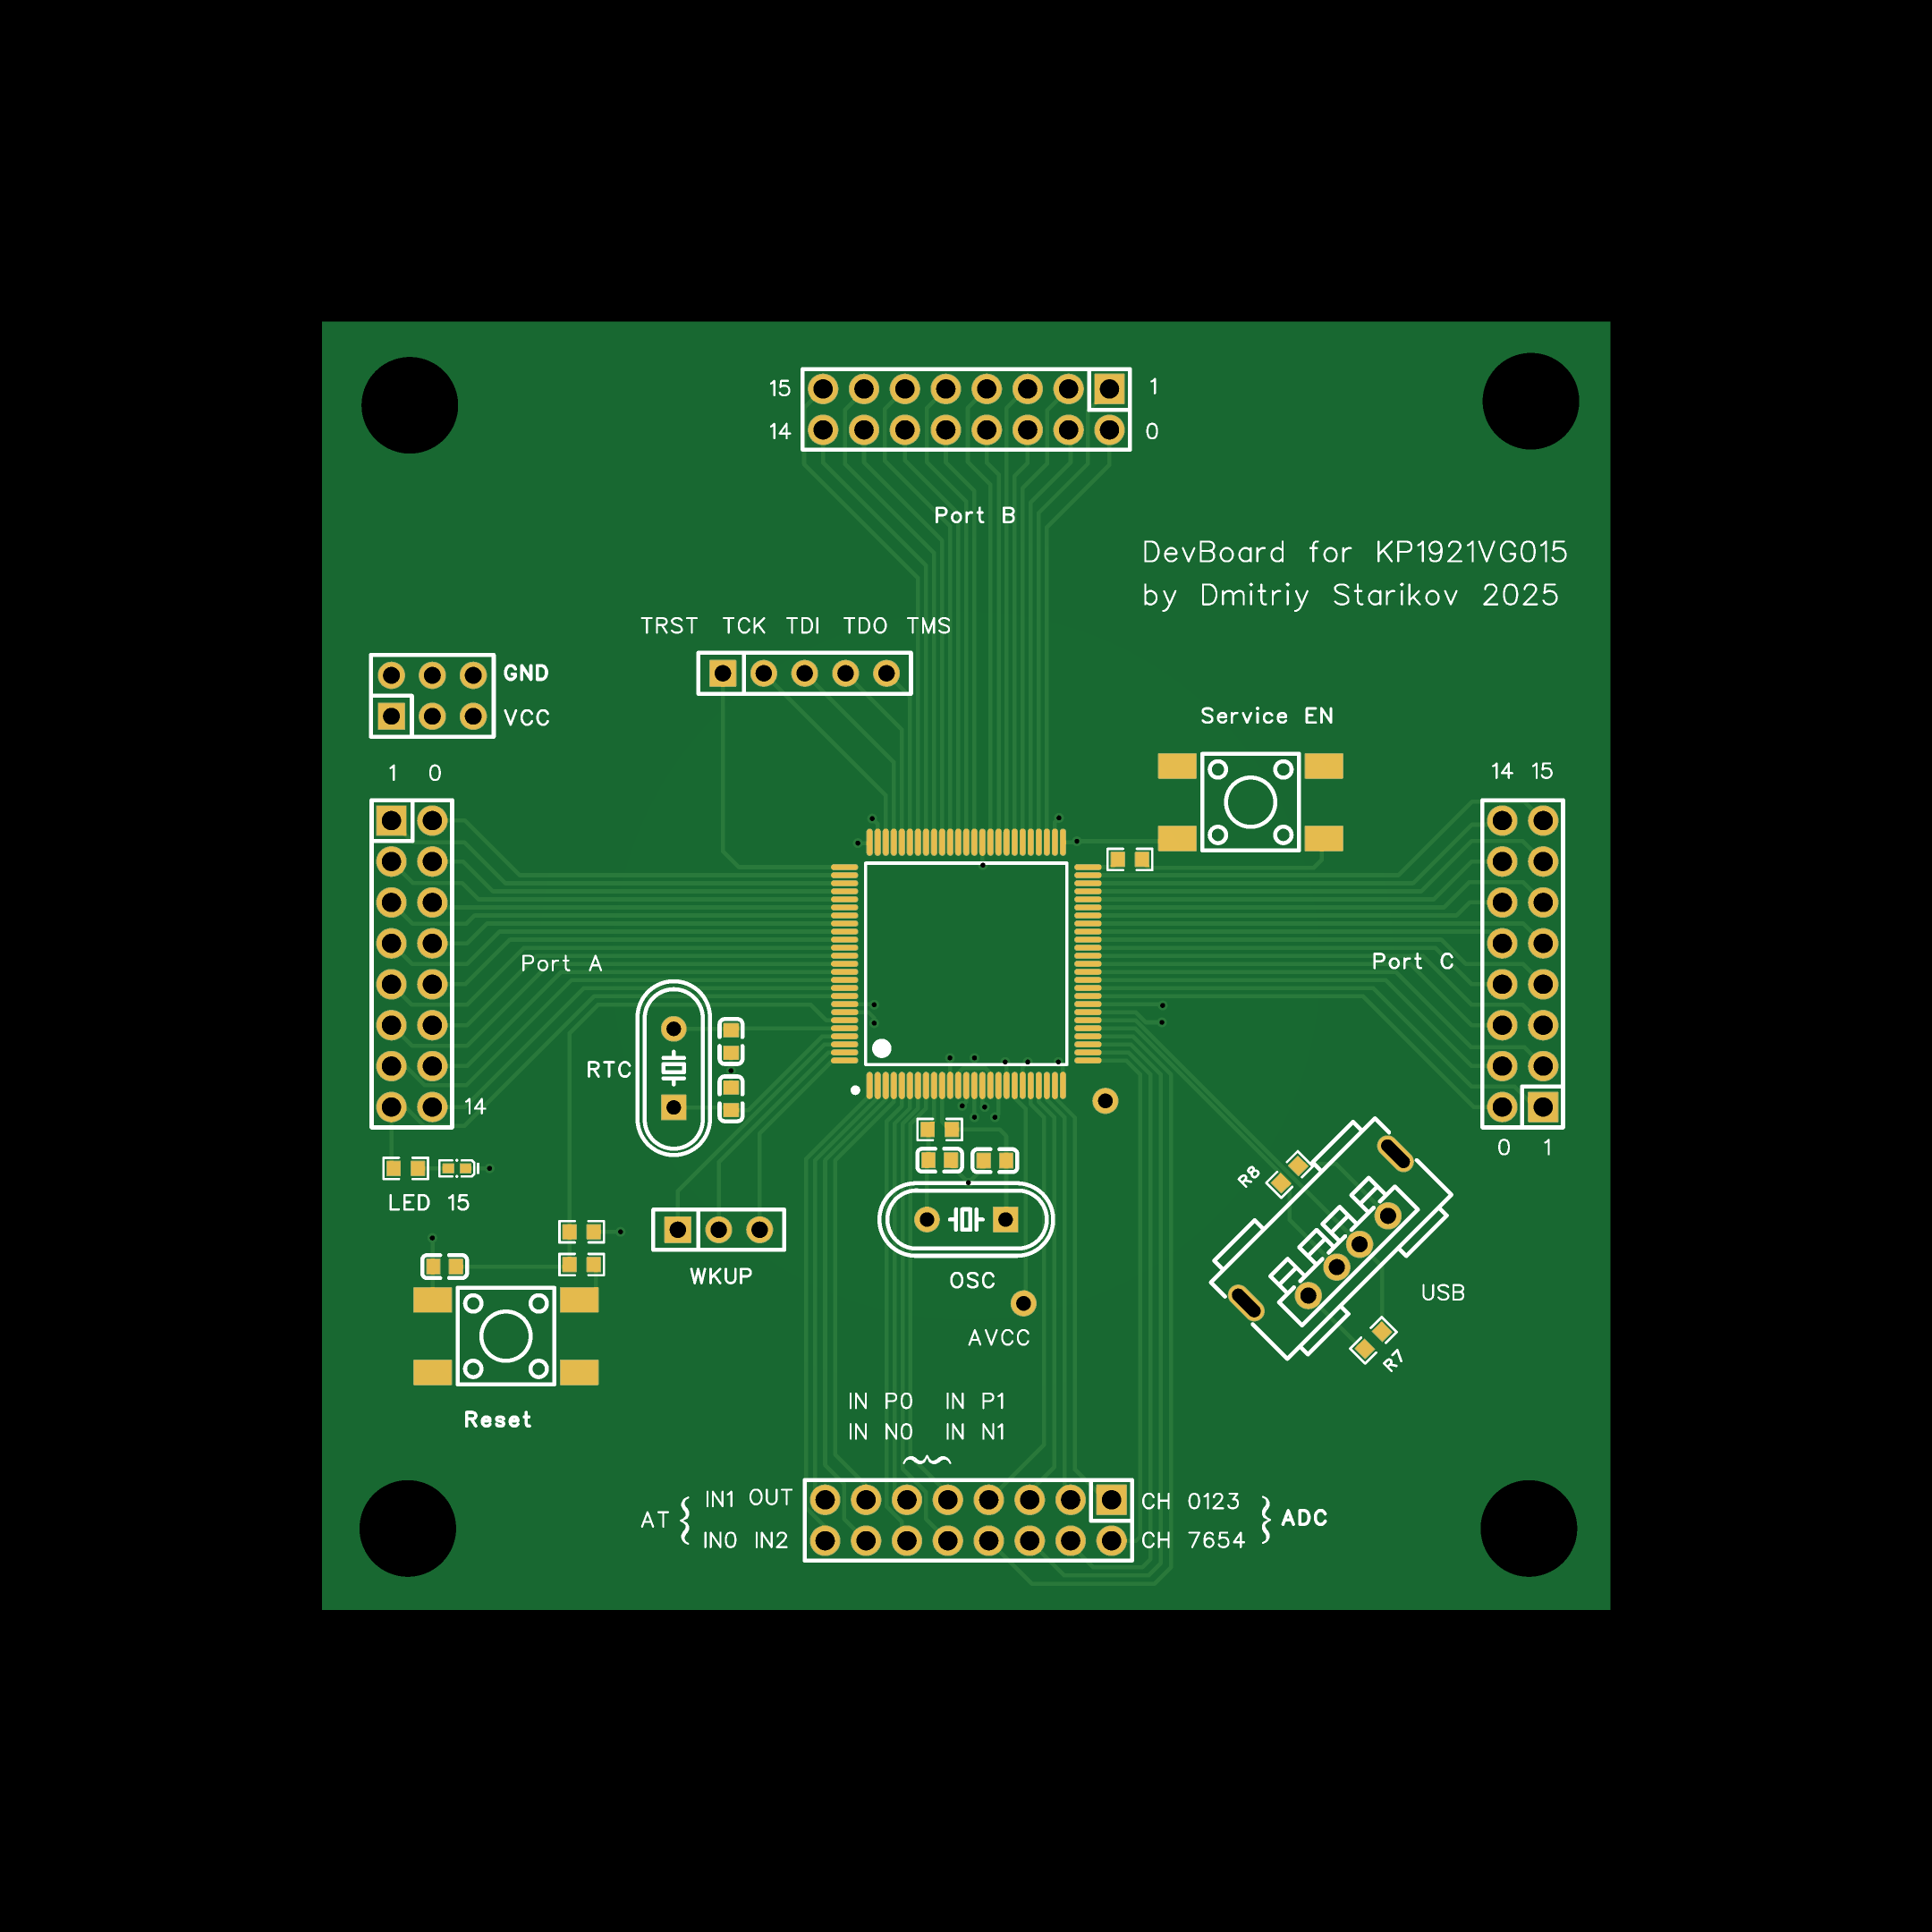 15
1
14
0
Port B
DevBoard for KP1921VG015
by Dmitriy Starikov 2025
TRST TCK TDI TDO TMS
GND
VCC
Service EN
1 0
14 15
Port A
Port C
RTC
14
0 1
R8
LED 15
WKUP
OSC
USB
AVCC
R7
IN P0 IN P1
IN N0 IN N1
Reset
AT { IN1 OUT
IN0 IN2
CH 0123 } ADC
CH 7654